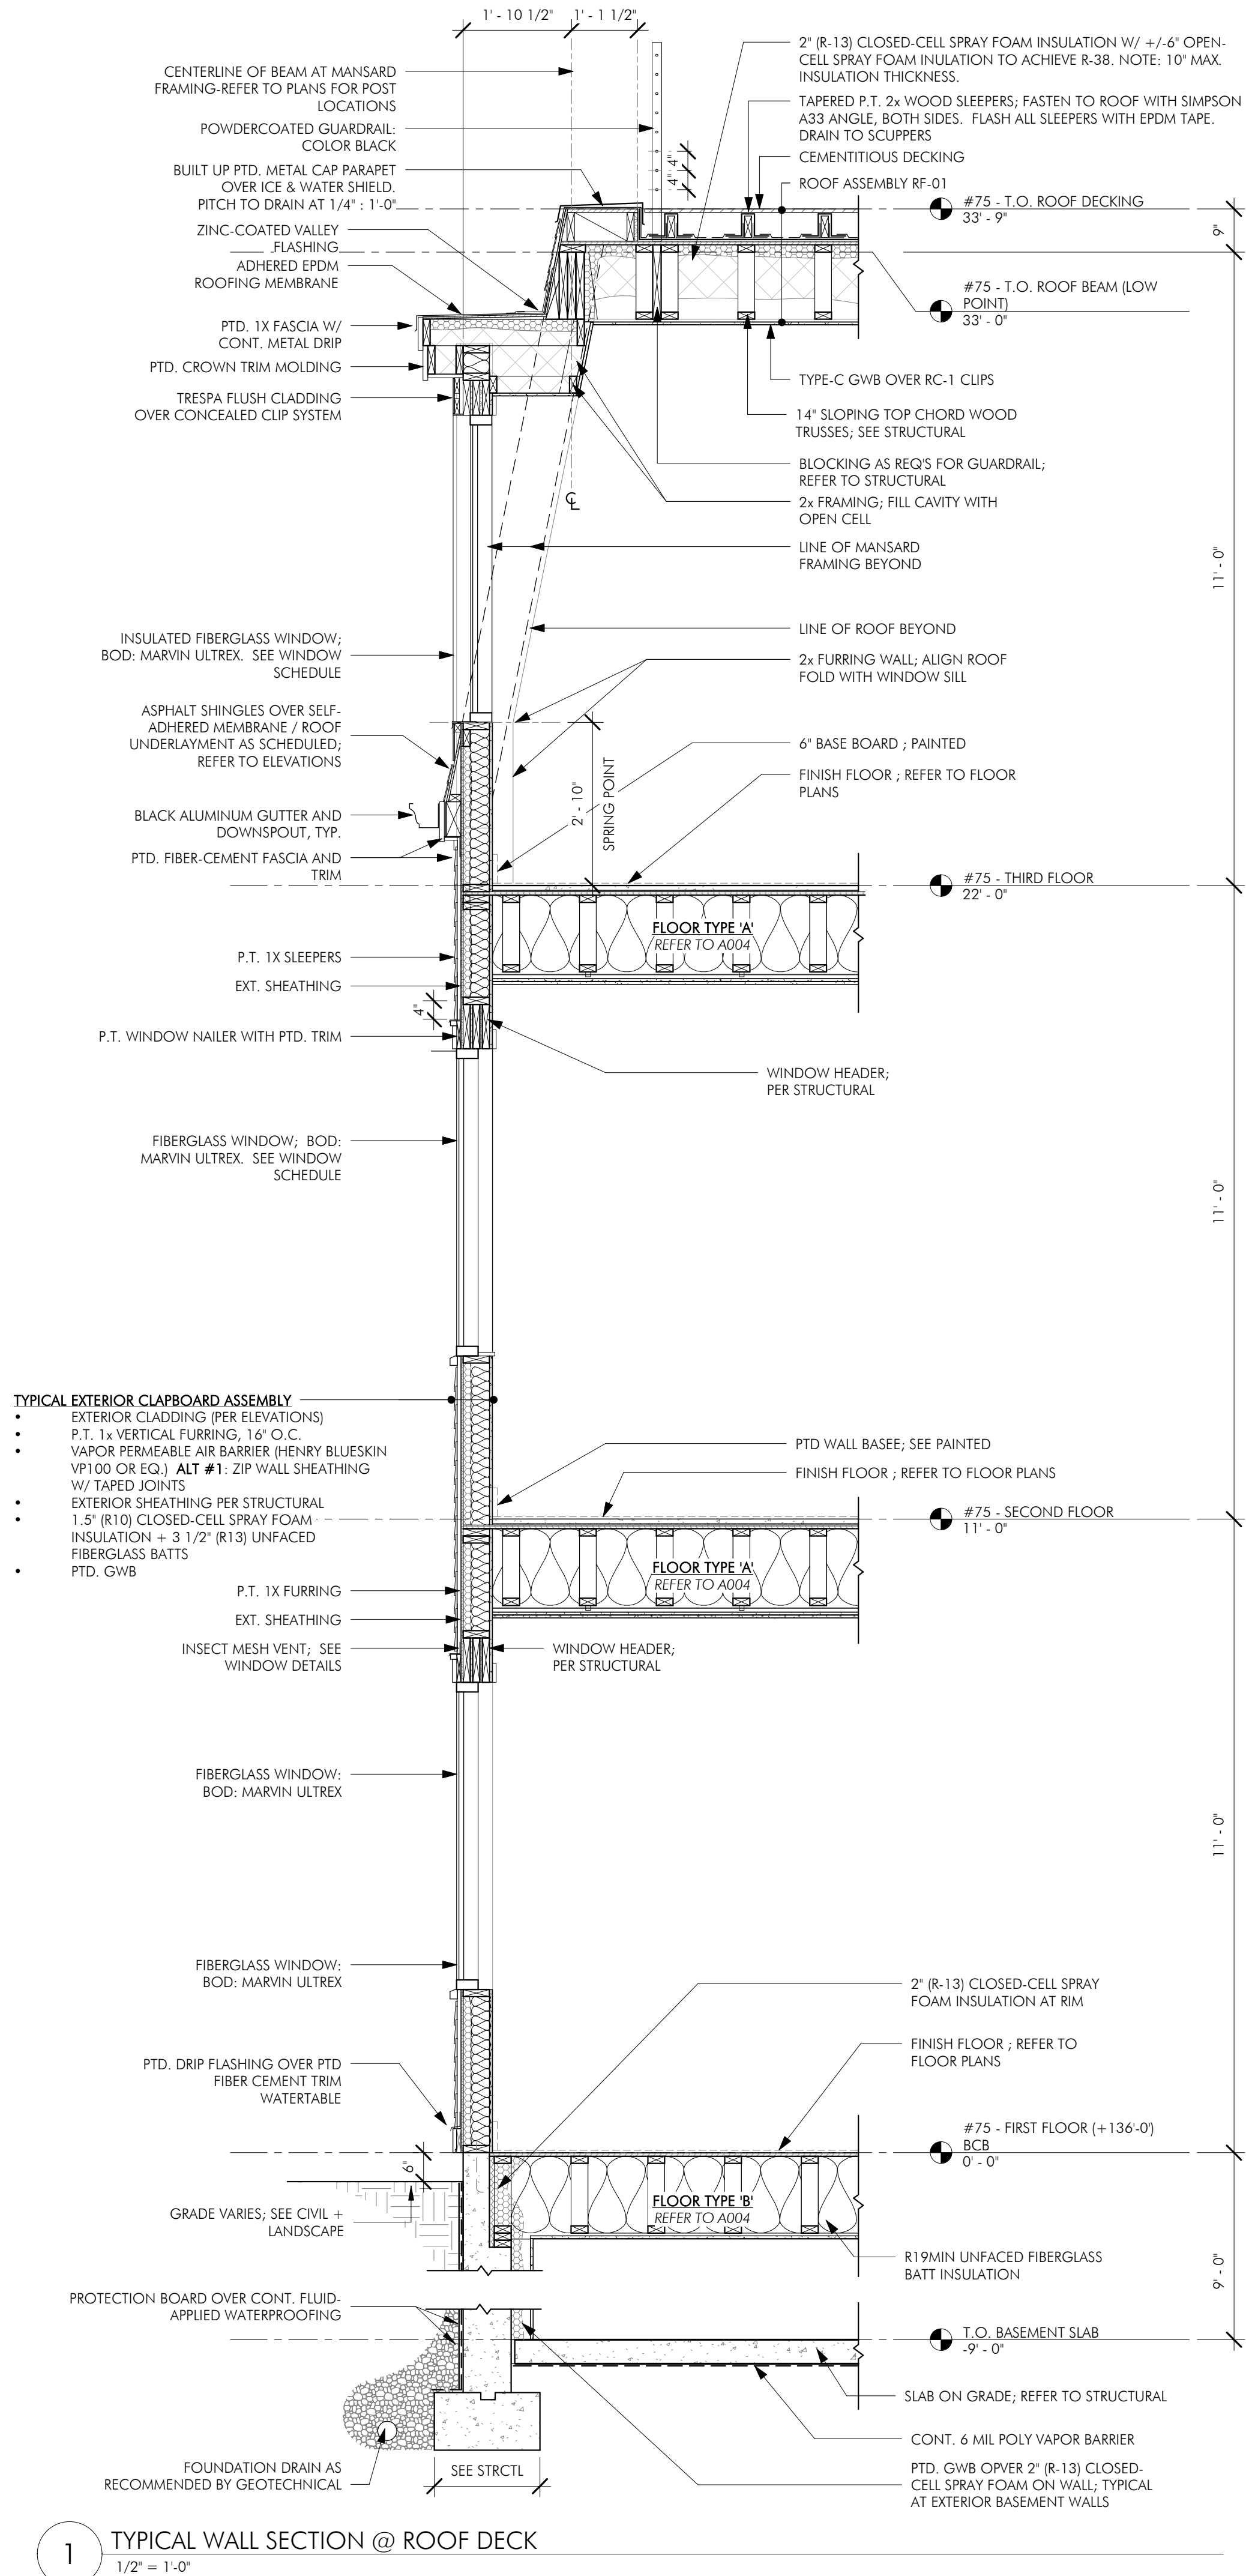 1' - 10 1/2"
1' - 1 1/2"
CENTERLINE OF BEAM AT MANSARD
FRAMING-REFER TO PLANS FOR POST
LOCATIONS
POWDERCOATED GUARDRAIL:
COLOR BLACK
BUILT UP PTD. METAL CAP PARAPET
OVER ICE & WATER SHIELD.
PITCH TO DRAIN AT 1/4" : 1'-0"
ZINC-COATED VALLEY
FLASHING
ADHERED EPDM
ROOFING MEMBRANE
PTD. 1X FASCIA W/
CONT. METAL DRIP
PTD. CROWN TRIM MOLDING
TRESPA FLUSH CLADDING
OVER CONCEALED CLIP SYSTEM
4"
4"
2" (R-13) CLOSED-CELL SPRAY FOAM INSULATION W/ +/-6" OPEN-
CELL SPRAY FOAM INULATION TO ACHIEVE R-38. NOTE: 10" MAX.
INSULATION THICKNESS.
TAPERED P.T. 2x WOOD SLEEPERS; FASTEN TO ROOF WITH SIMPSON
A33 ANGLE, BOTH SIDES. FLASH ALL SLEEPERS WITH EPDM TAPE.
DRAIN TO SCUPPERS
CEMENTITIOUS DECKING
ROOF ASSEMBLY RF-01
#75 - T.O. ROOF DECKING
33' - 9"
9"
#75 - T.O. ROOF BEAM (LOW
POINT)
33' - 0"
TYPE-C GWB OVER RC-1 CLIPS
14" SLOPING TOP CHORD WOOD
TRUSSES; SEE STRUCTURAL
BLOCKING AS REQ'S FOR GUARDRAIL;
REFER TO STRUCTURAL
2x FRAMING; FILL CAVITY WITH
OPEN CELL
CL
LINE OF MANSARD
FRAMING BEYOND
11' - 0"
LINE OF ROOF BEYOND
2x FURRING WALL; ALIGN ROOF
FOLD WITH WINDOW SILL
INSULATED FIBERGLASS WINDOW;
BOD: MARVIN ULTREX. SEE WINDOW
SCHEDULE
ASPHALT SHINGLES OVER SELF-
ADHERED MEMBRANE / ROOF
UNDERLAYMENT AS SCHEDULED;
REFER TO ELEVATIONS
BLACK ALUMINUM GUTTER AND
DOWNSPOUT, TYP.
PTD. FIBER-CEMENT FASCIA AND
TRIM
2' - 10"
SPRING POINT
6" BASE BOARD ; PAINTED
FINISH FLOOR ; REFER TO FLOOR
PLANS
#75 - THIRD FLOOR
22' - 0"
FLOOR TYPE 'A'
REFER TO A004
P.T. 1X SLEEPERS
EXT. SHEATHING
4"
P.T. WINDOW NAILER WITH PTD. TRIM
WINDOW HEADER;
PER STRUCTURAL
FIBERGLASS WINDOW; BOD:
MARVIN ULTREX. SEE WINDOW
SCHEDULE
11' - 0"
TYPICAL EXTERIOR CLAPBOARD ASSEMBLY
• EXTERIOR CLADDING (PER ELEVATIONS)
• P.T. 1x VERTICAL FURRING, 16" O.C.
• VAPOR PERMEABLE AIR BARRIER (HENRY BLUESKIN
VP100 OR EQ.) ALT #1: ZIP WALL SHEATHING
W/ TAPED JOINTS
• EXTERIOR SHEATHING PER STRUCTURAL
• 1.5" (R10) CLOSED-CELL SPRAY FOAM
INSULATION + 3 1/2" (R13) UNFACED
FIBERGLASS BATTS
• PTD. GWB
PTD WALL BASEE; SEE PAINTED
FINISH FLOOR ; REFER TO FLOOR PLANS
#75 - SECOND FLOOR
11' - 0"
FLOOR TYPE 'A'
REFER TO A004
P.T. 1X FURRING
EXT. SHEATHING
INSECT MESH VENT; SEE
WINDOW DETAILS
WINDOW HEADER;
PER STRUCTURAL
FIBERGLASS WINDOW:
BOD: MARVIN ULTREX
11' - 0"
FIBERGLASS WINDOW:
BOD: MARVIN ULTREX
2" (R-13) CLOSED-CELL SPRAY
FOAM INSULATION AT RIM
FINISH FLOOR ; REFER TO
FLOOR PLANS
PTD. DRIP FLASHING OVER PTD
FIBER CEMENT TRIM
WATERTABLE
#75 - FIRST FLOOR (+136'-0')
BCB
0' - 0"
6"
GRADE VARIES; SEE CIVIL +
LANDSCAPE
FLOOR TYPE 'B'
REFER TO A004
R19MIN UNFACED FIBERGLASS
BATT INSULATION
9' - 0"
PROTECTION BOARD OVER CONT. FLUID-
APPLIED WATERPROOFING
T.O. BASEMENT SLAB
-9' - 0"
SLAB ON GRADE; REFER TO STRUCTURAL
CONT. 6 MIL POLY VAPOR BARRIER
FOUNDATION DRAIN AS
RECOMMENDED BY GEOTECHNICAL
SEE STRCTL
PTD. GWB OPVER 2" (R-13) CLOSED-
CELL SPRAY FOAM ON WALL; TYPICAL
AT EXTERIOR BASEMENT WALLS
1
TYPICAL WALL SECTION @ ROOF DECK
1/2" = 1'-0"